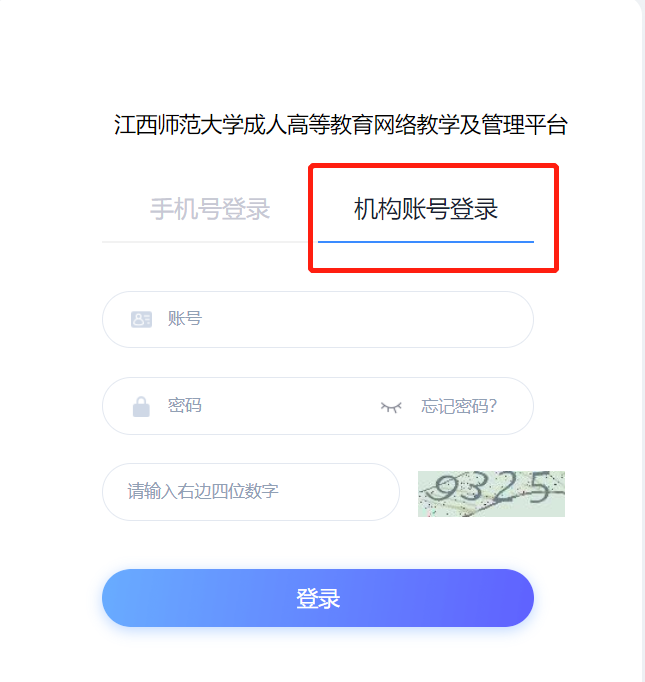 江西师范大学成人高等教育网络教学及管理平台
手机号登录 机构账号登录
账号
密码 忘记密码?
请输入右边四位数字 9325
登录